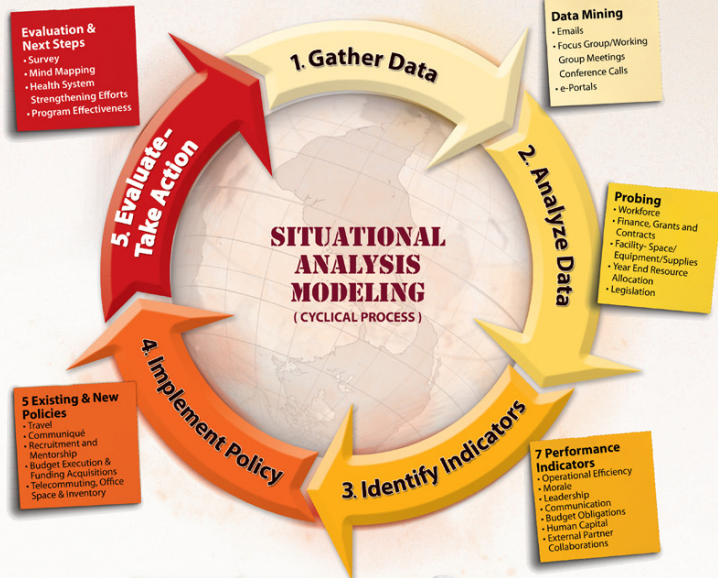 Evaluation &
Next Steps
• Survey
• Mind Mapping
• Health System
Strengthening Efforts
• Program Effectiveness
1. Gather Data
Data Mining
• Emails
• Focus Group/Working
Group Meetings
Conference Calls
• e-Portals
2. Analyze Data
Probing
• Workforce
• Finance, Grants and
Contracts
• Facility- Space/
Equipment/Supplies
• Year End Resource
Allocation
• Legislation
SITUATIONAL
ANALYSIS
MODELING
( CYCLICAL PROCESS )
3. Identify Indicators
7 Performance
Indicators
• Operational Efficiency
• Morale
• Leadership
• Communication
• Budget Obligations
• Human Capital
• External Partner
Collaborations
4. Implement Policy
5 Existing & New
Policies
• Travel
• Communiqué
• Recruitment and
Mentorship
• Budget Execution &
Funding Acquisitions
• Telecommuting, Office
Space & Inventory
5. Evaluate–
Take Action